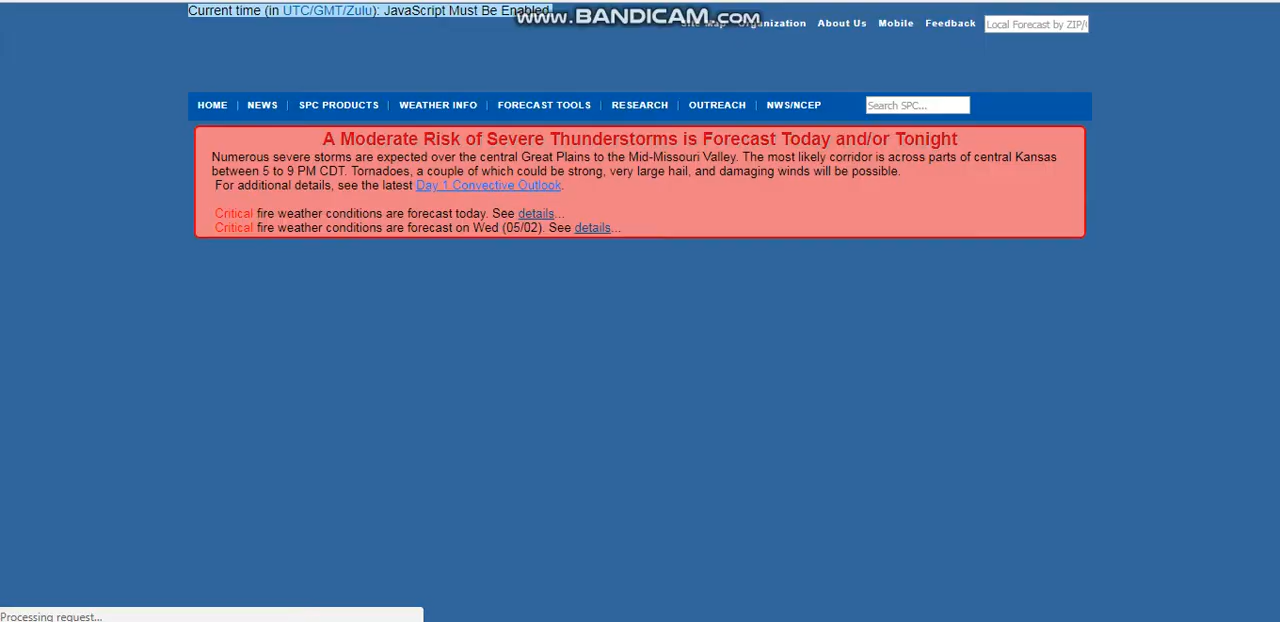 Current time (in UTC/GMT/Zulu): JavaScript Must Be Enabled
www.BANDICAM.com
Site Map Organization About Us Mobile Feedback Local Forecast by ZIP/
HOME | NEWS | SPC PRODUCTS | WEATHER INFO | FORECAST TOOLS | RESEARCH | OUTREACH | NWS/NCEP Search SPC...
A Moderate Risk of Severe Thunderstorms is Forecast Today and/or Tonight
Numerous severe storms are expected over the central Great Plains to the Mid-Missouri Valley. The most likely corridor is across parts of central Kansas
between 5 to 9 PM CDT. Tornadoes, a couple of which could be strong, very large hail, and damaging winds will be possible.
For additional details, see the latest Day 1 Convective Outlook.
Critical fire weather conditions are forecast today. See details...
Critical fire weather conditions are forecast on Wed (05/02). See details...
Processing request...